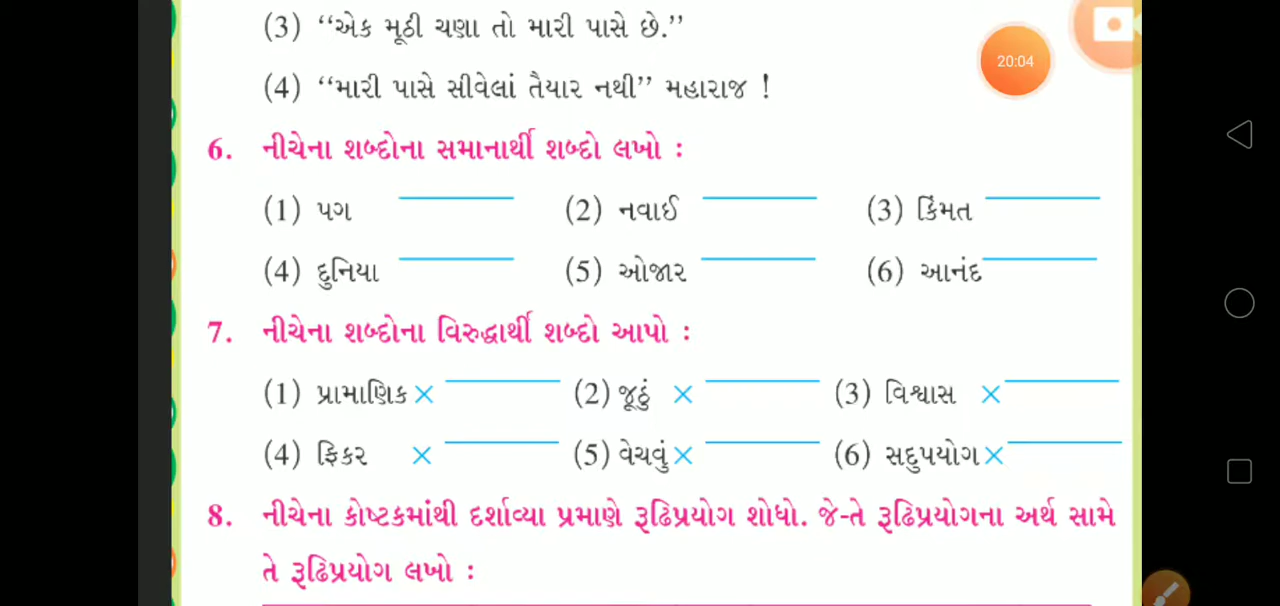 (3) “એક મૂઠી ચણા તો મારી પાસે છે.”
20:04
(4) “મારી પાસે સીવેલાં તૈયાર નથી” મહારાજ !
6. નીચેના શબ્દોના સમાનાર્થી શબ્દો લખો :
(1) પગ (2) નવાઈ (3) કિંમત
(4) દુનિયા (5) ઓજાર (6) આનંદ
7. નીચેના શબ્દોના વિરુદ્ધાર્થી શબ્દો આપો :
(1) પ્રામાણિક × (2) જૂઠું × (3) વિશ્વાસ ×
(4) ફિકર × (5) વેચવું × (6) સદુપયોગ ×
8. નીચેના કોષ્ટકમાંથી દર્શાવ્યા પ્રમાણે રૂઢિપ્રયોગ શોધો. જે-તે રૂઢિપ્રયોગના અર્થ સામે
તે રૂઢિપ્રયોગ લખો :